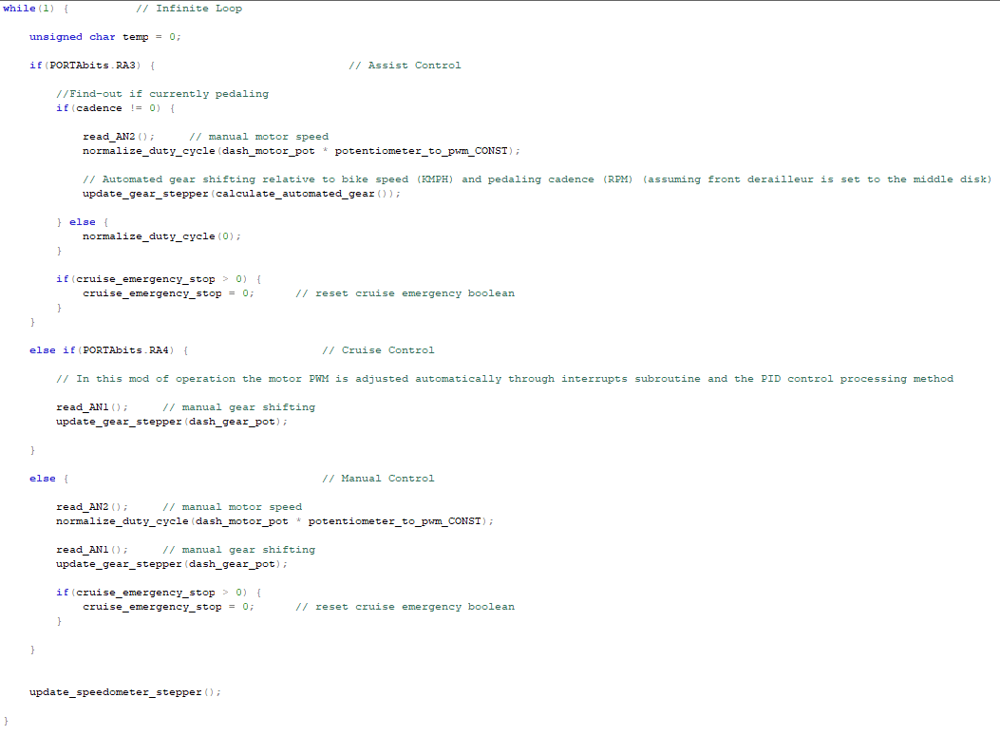 while(1) {          // Infinite Loop
    unsigned char temp = 0;
    if(PORTAbits.RA3) {                             // Assist Control
        //Find-out if currently pedaling
        if(cadence != 0) {
            read_AN2();     // manual motor speed
            normalize_duty_cycle(dash_motor_pot * potentiometer_to_pwm_CONST);
            // Automated gear shifting relative to bike speed (KMPH) and pedaling cadence (RPM) (assuming front derailleur is set to the middle disk)
            update_gear_stepper(calculate_automated_gear());
        } else {
            normalize_duty_cycle(0);
        }
        if(cruise_emergency_stop > 0) {
            cruise_emergency_stop = 0;      // reset cruise emergency boolean
        }
    }
    else if(PORTAbits.RA4) {                    // Cruise Control
        // In this mod of operation the motor PWM is adjusted automatically through interrupts subroutine and the PID control processing method
        read_AN1();     // manual gear shifting
        update_gear_stepper(dash_gear_pot);
    }
    else {                                      // Manual Control
        read_AN2();     // manual motor speed
        normalize_duty_cycle(dash_motor_pot * potentiometer_to_pwm_CONST);
        read_AN1();     // manual gear shifting
        update_gear_stepper(dash_gear_pot);
        if(cruise_emergency_stop > 0) {
            cruise_emergency_stop = 0;      // reset cruise emergency boolean
        }
    }
    update_speedometer_stepper();
}